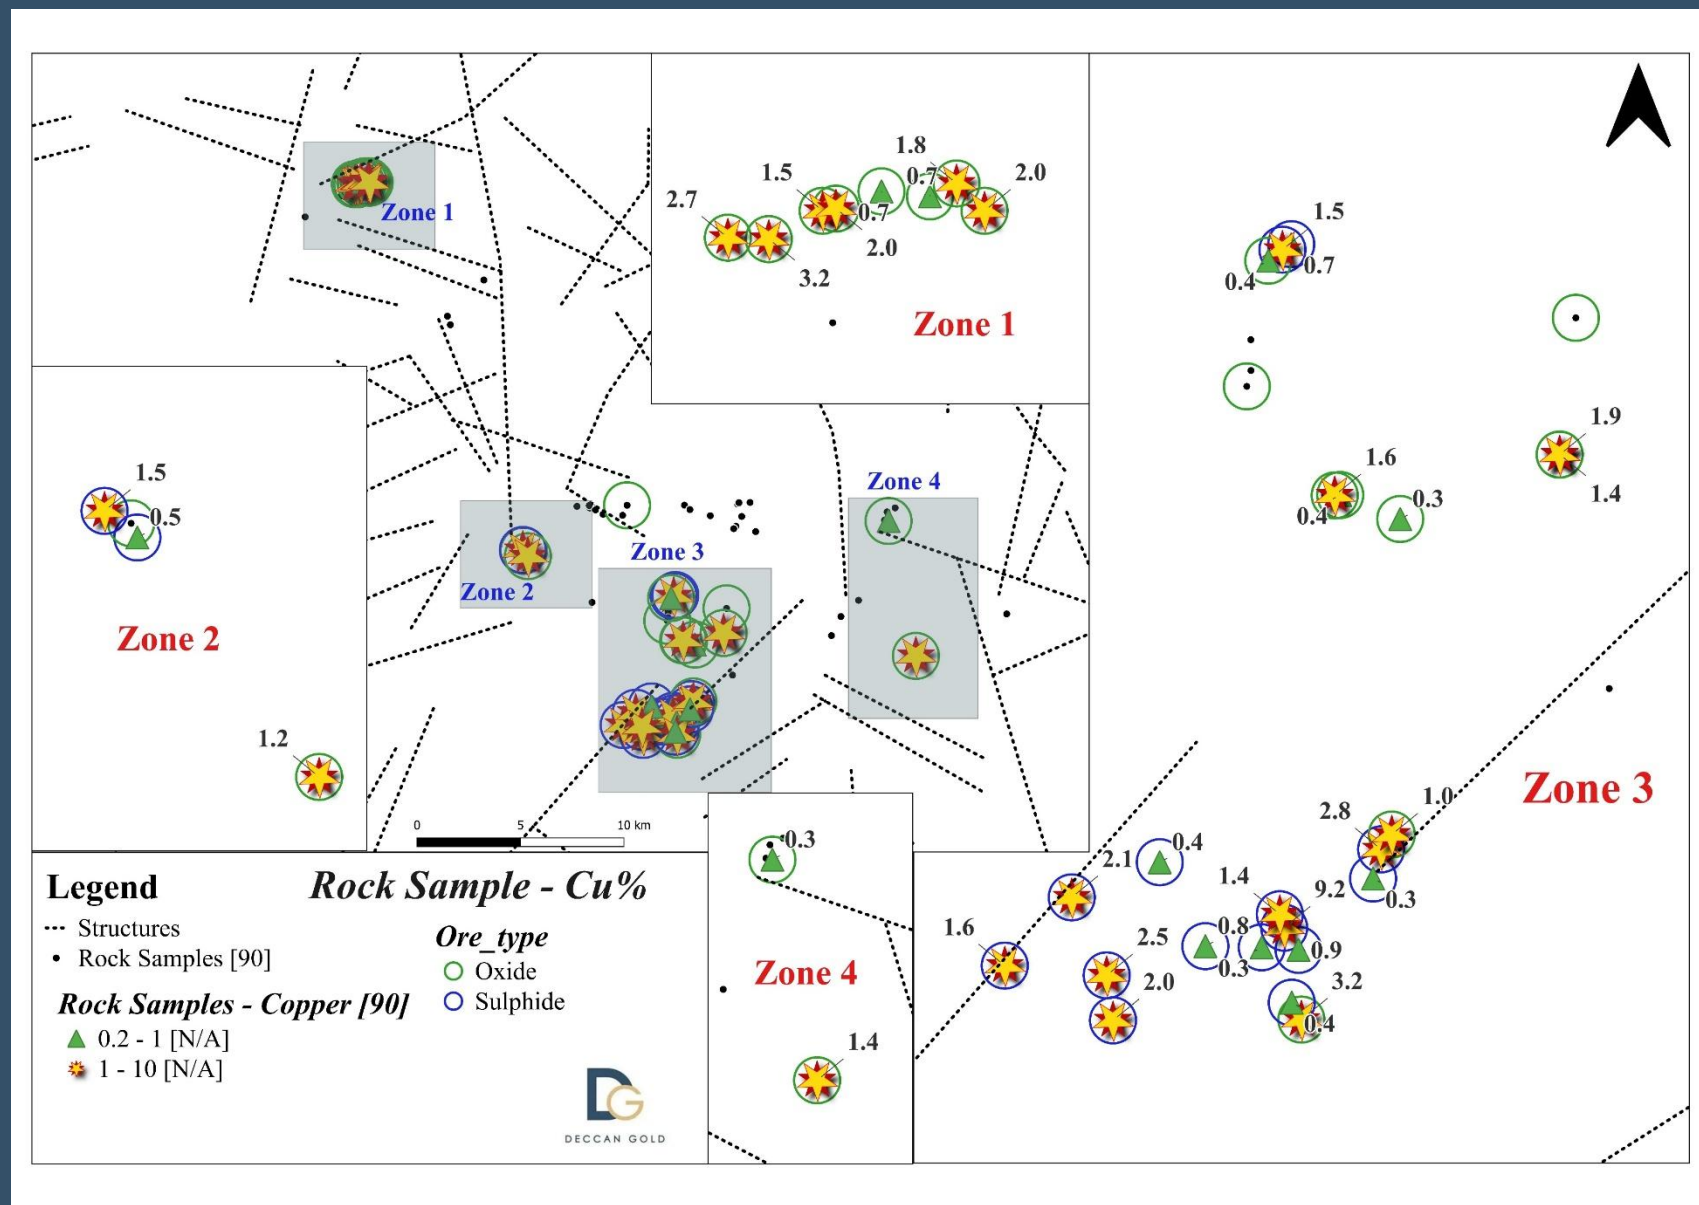 Zone 1
Zone 2
Zone 3
Zone 4
0
5
10 km
2.7
3.2
1.5
2.0
0.7
0.7
1.8
2.0
Zone 1
1.5
0.5
Zone 2
1.2
1.5
0.7
0.4
1.9
1.4
1.6
0.4
0.3
Zone 3
1.0
2.8
0.3
0.4
2.1
1.6
2.5
2.0
1.4
9.2
0.8
0.3
0.9
3.2
0.4
0.3
Zone 4
1.4
Legend
Structures
Rock Samples [90]
Rock Samples - Copper [90]
0.2 - 1 [N/A]
1 - 10 [N/A]
Rock Sample - Cu%
Ore_type
Oxide
Sulphide
DG
DECCAN GOLD